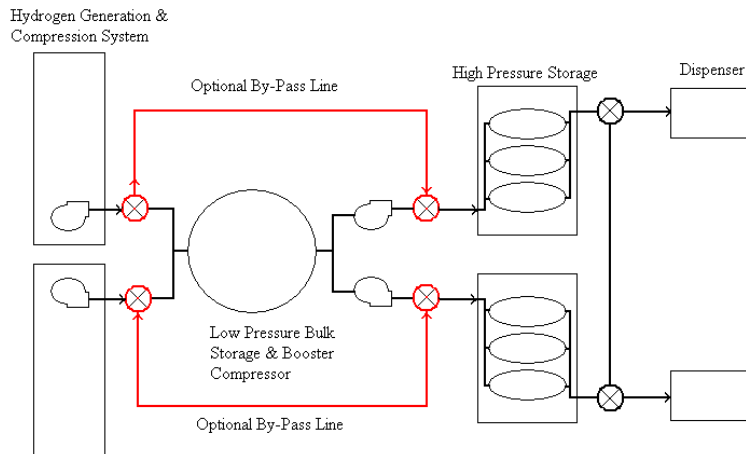 Hydrogen Generation &
Compression System
Optional By-Pass Line
High Pressure Storage
Dispenser
Low Pressure Bulk
Storage & Booster
Compressor
Optional By-Pass Line